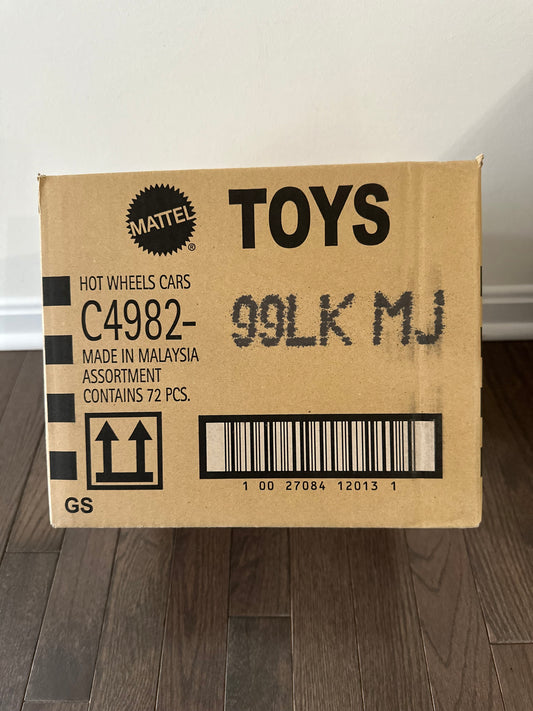 MATTEL®
TOYS
HOT WHEELS CARS
C4982-
99LK MJ
MADE IN MALAYSIA
ASSORTMENT
CONTAINS 72 PCS.
1 00 27084 12013 1
GS